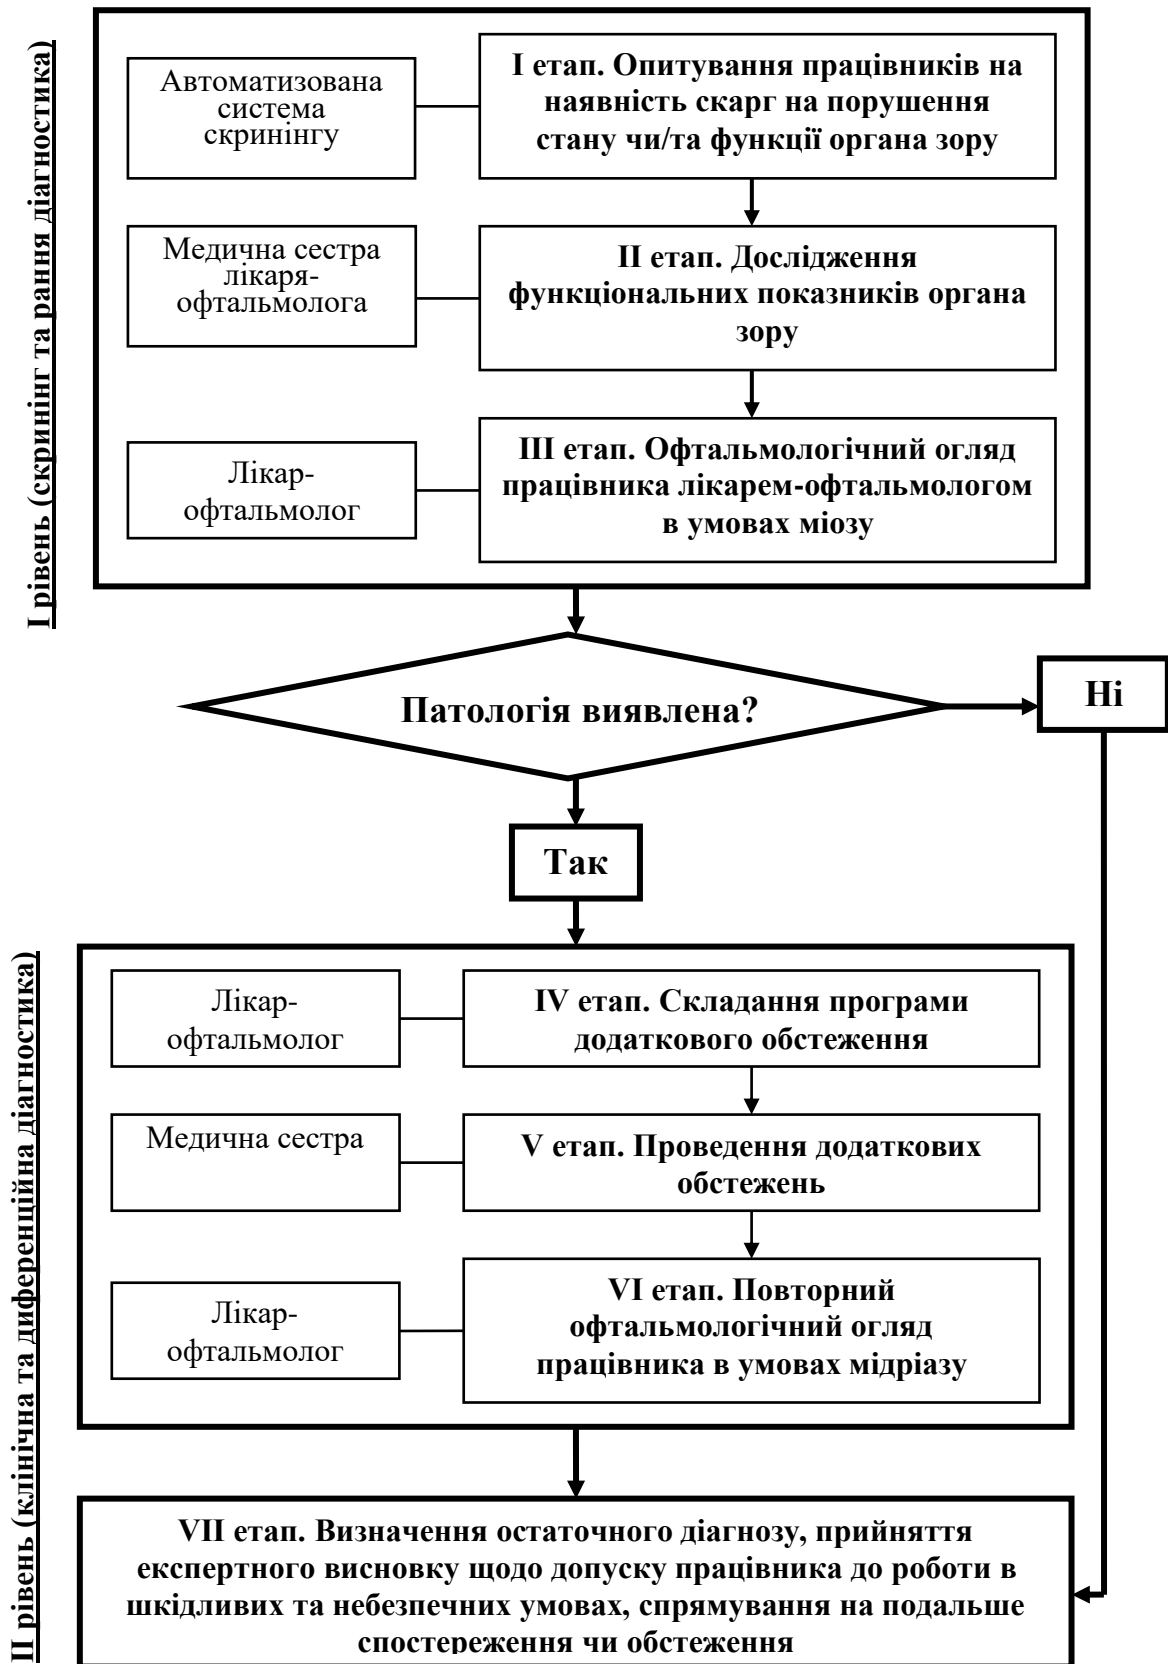 І рівень (скринінг та рання діагностика)
Автоматизована
система
скринінгу
І етап. Опитування працівників на
наявність скарг на порушення
стану чи/та функції органа зору
Медична сестра
лікаря-
офтальмолога
ІІ етап. Дослідження
функціональних показників органа
зору
Лікар-
офтальмолог
ІІІ етап. Офтальмологічний огляд
працівника лікарем-офтальмологом
в умовах міозу
Патологія виявлена?
Ні
Так
ІІ рівень (клінічна та диференційна діагностика)
Лікар-
офтальмолог
IV етап. Складання програми
додаткового обстеження
Медична сестра
V етап. Проведення додаткових
обстежень
Лікар-
офтальмолог
VI етап. Повторний
офтальмологічний огляд
працівника в умовах мідріазу
VII етап. Визначення остаточного діагнозу, прийняття
експертного висновку щодо допуску працівника до роботи в
шкідливих та небезпечних умовах, спрямування на подальше
спостереження чи обстеження